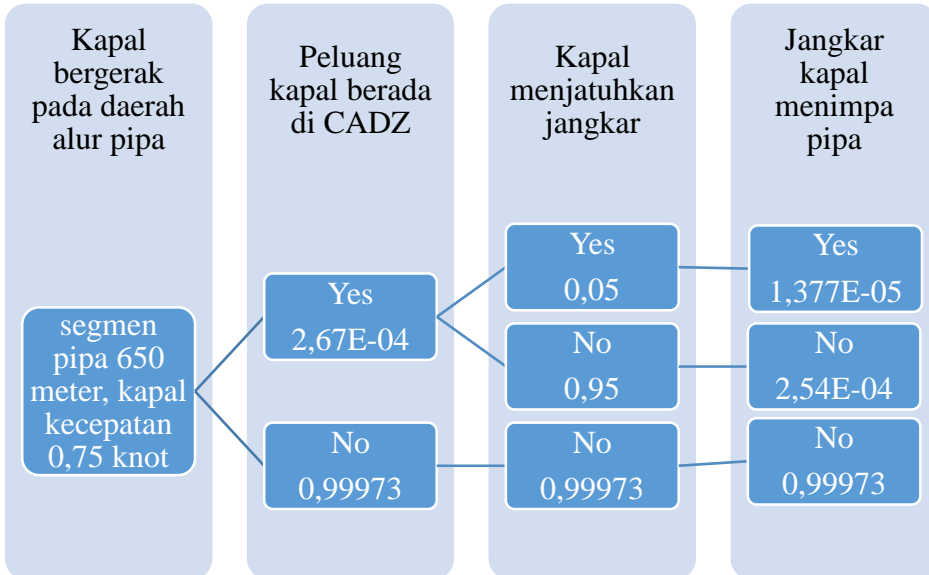 Kapal
bergerak
pada daerah
alur pipa
segmen
pipa 650
meter, kapal
kecepatan
0,75 knot
Peluang
kapal berada
di CADZ
Yes
2,67E-04
No
0,99973
Kapal
menjatuhkan
jangkar
Yes
0,05
No
0,95
No
0,99973
Jangkar
kapal
menimpa
pipa
Yes
1,377E-05
No
2,54E-04
No
0,99973